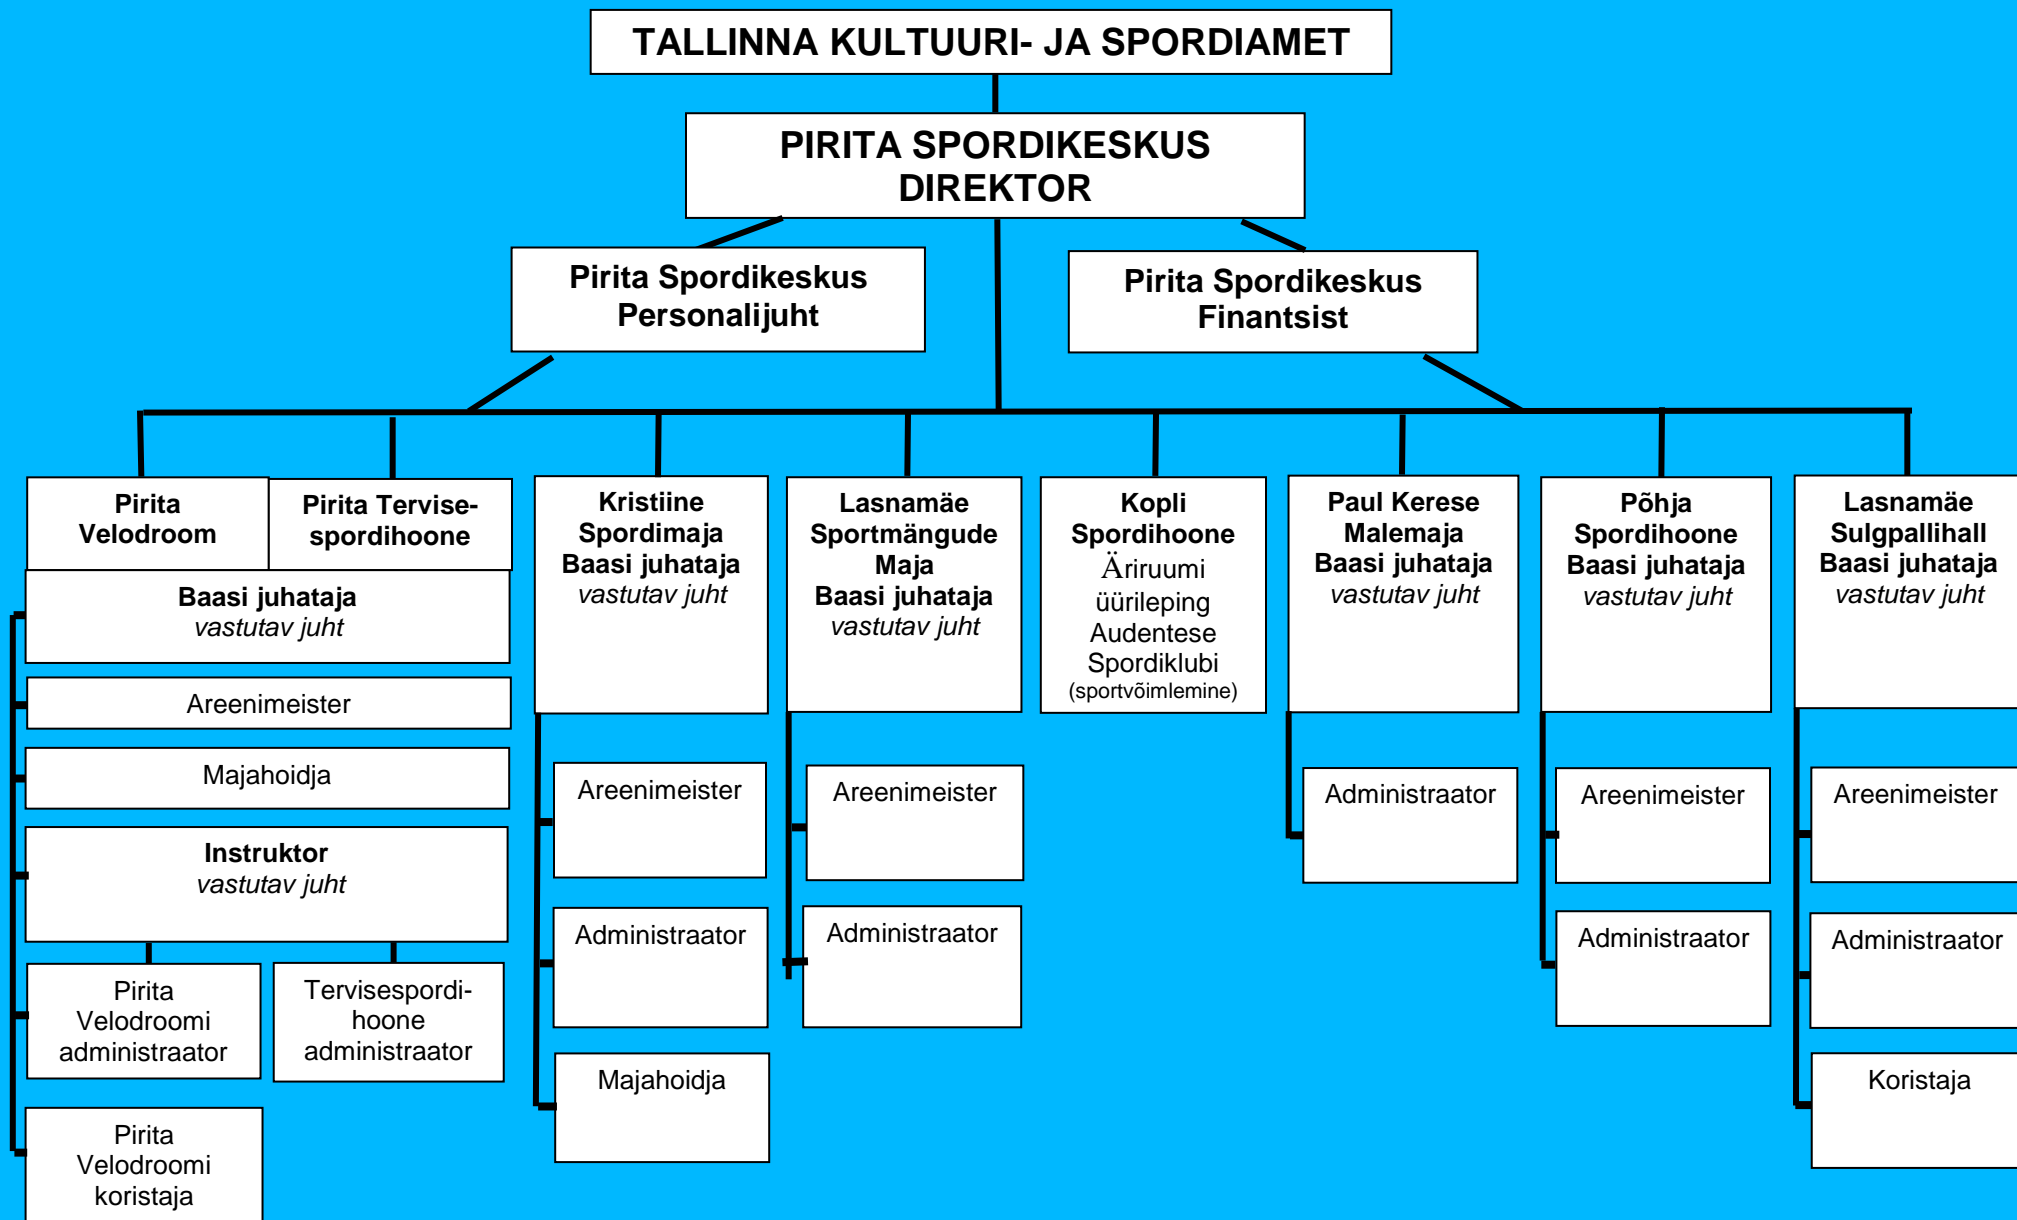 TALLINNA KULTUURI- JA SPORDIAMET
PIRITA SPORDIKESKUS
DIREKTOR
Pirita Spordikeskus
Personalijuht
Pirita Spordikeskus
Finantsist
Pirita
Velodroom
Pirita Tervise-
spordihoone
Baasi juhataja
vastutav juht
Areenimeister
Majahoidja
Instruktor
vastutav juht
Pirita
Velodroomi
administraator
Tervisespordi-
hoone
administraator
Pirita
Velodroomi
koristaja
Kristiine
Spordimaja
Baasi juhataja
vastutav juht
Areenimeister
Administraator
Majahoidja
Lasnamäe
Sportmängude
Maja
Baasi juhataja
vastutav juht
Areenimeister
Administraator
Kopli
Spordihoone
Äriruumi
üürileping
Audentese
Spordiklubi
(sportvõimlemine)
Paul Kerese
Malemaja
Baasi juhataja
vastutav juht
Administraator
Põhja
Spordihoone
Baasi juhataja
vastutav juht
Areenimeister
Administraator
Lasnamäe
Sulgpallihall
Baasi juhataja
vastutav juht
Areenimeister
Administraator
Koristaja